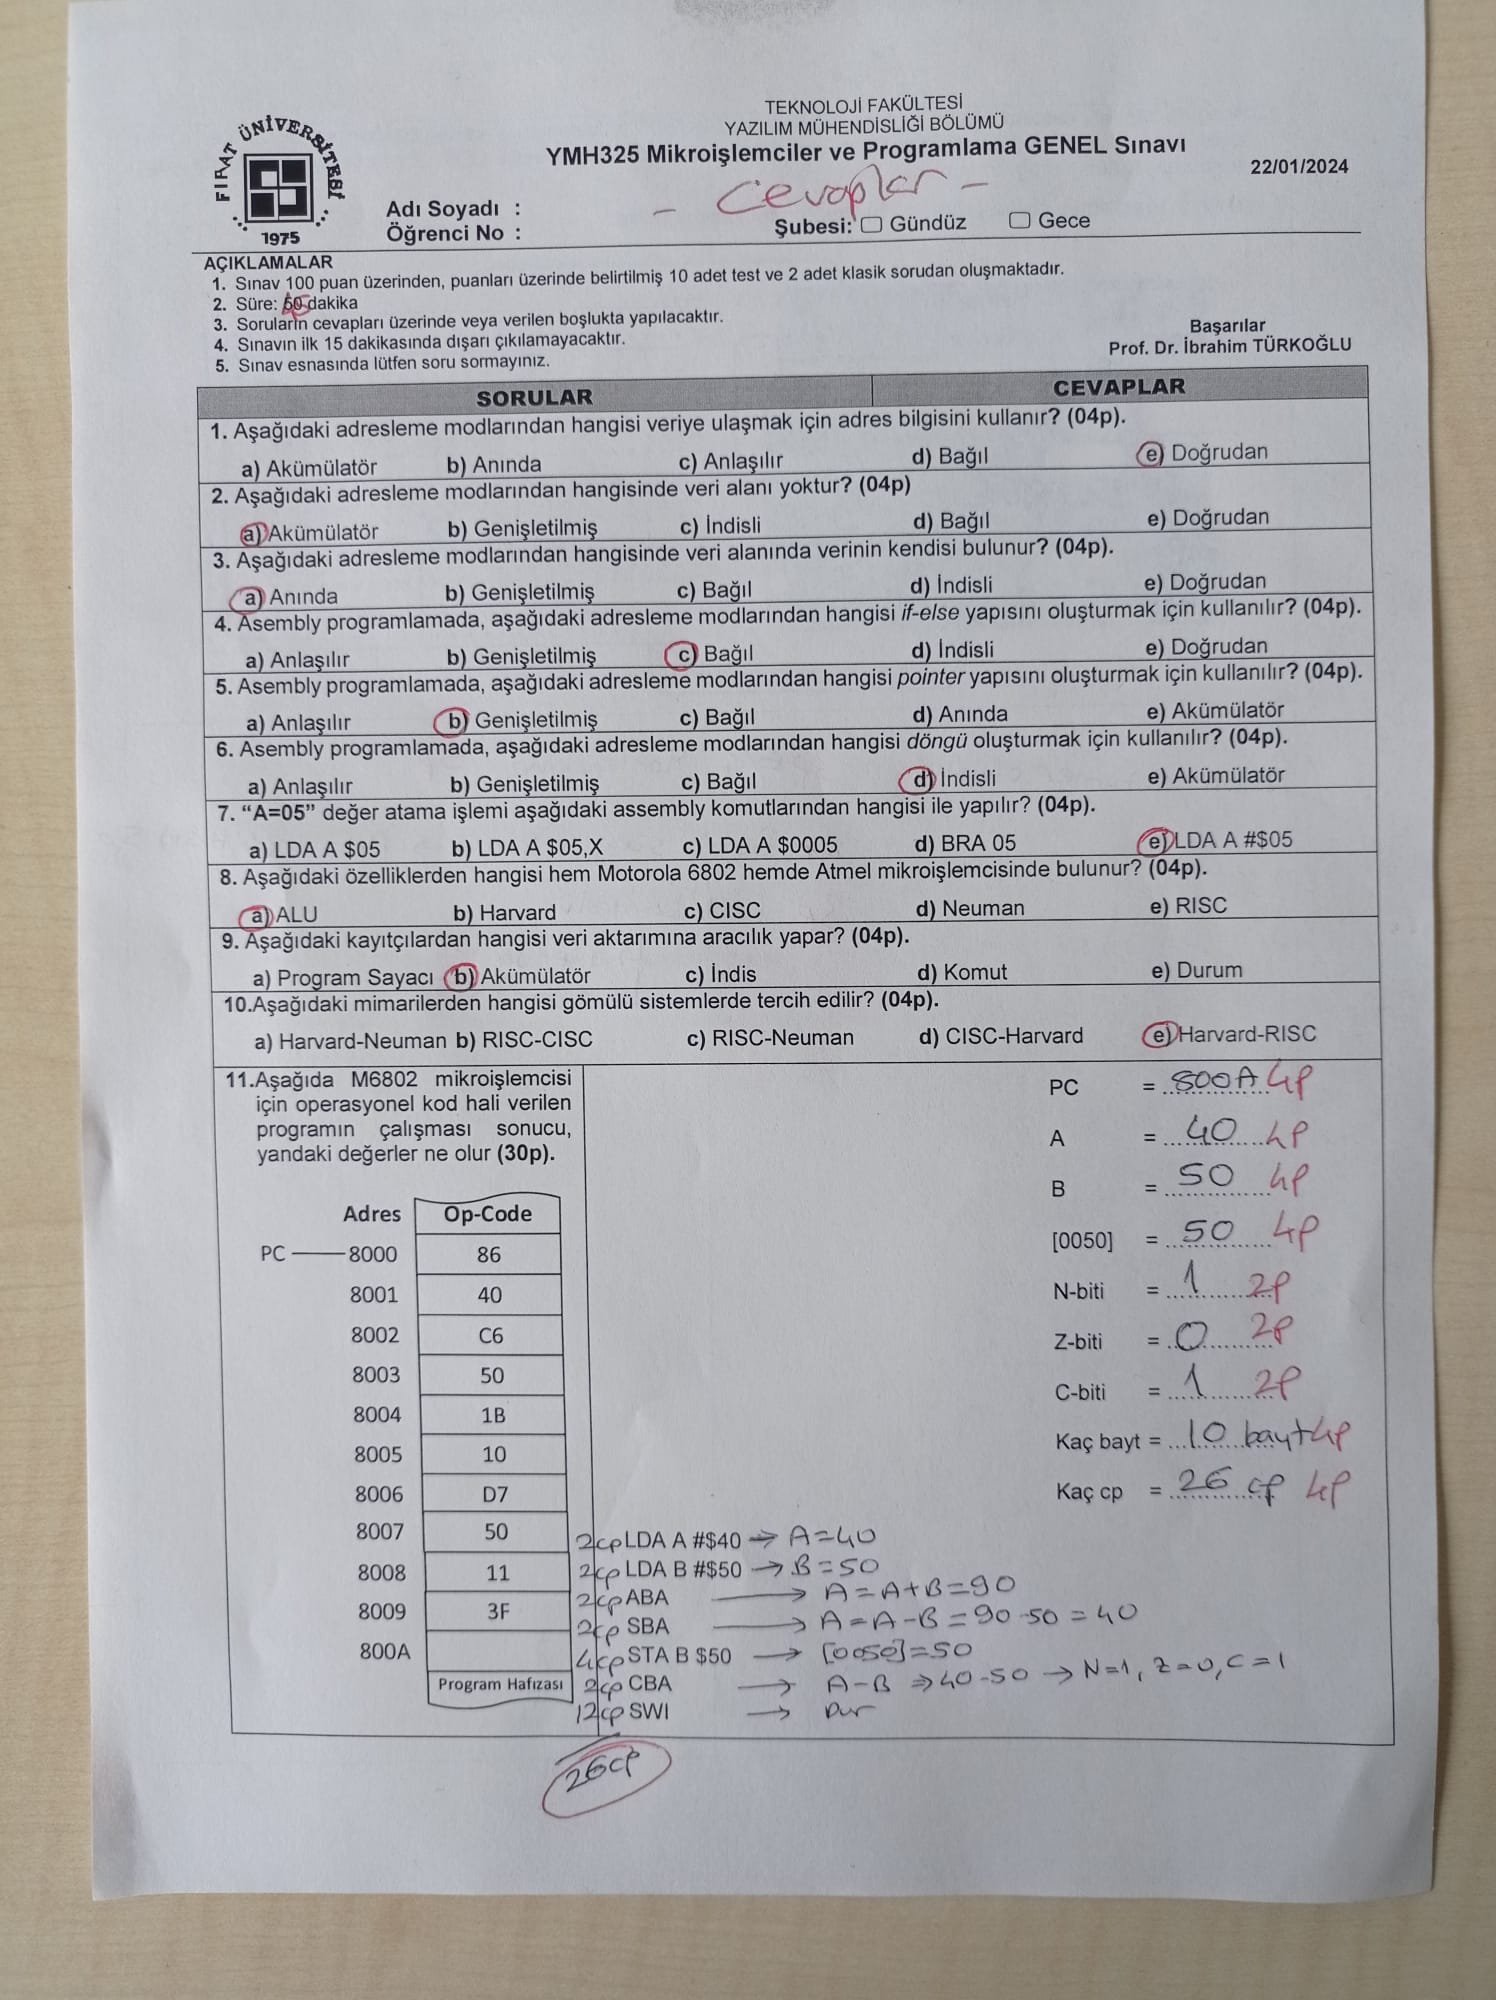 FIRAT ÜNİVERSİTESİ
1975
TEKNOLOJİ FAKÜLTESİ
YAZILIM MÜHENDİSLİĞİ BÖLÜMÜ
YMH325 Mikroişlemciler ve Programlama GENEL Sınavı
22/01/2024
- Cevaplar -
Adı Soyadı :
Öğrenci No :
Şubesi: Gündüz Gece
AÇIKLAMALAR
1. Sınav 100 puan üzerinden, puanları üzerinde belirtilmiş 10 adet test ve 2 adet klasik sorudan oluşmaktadır.
2. Süre: dakika
3. Soruların cevapları üzerinde veya verilen boşlukta yapılacaktır.
4. Sınavın ilk 15 dakikasında dışarı çıkılamayacaktır.
5. Sınav esnasında lütfen soru sormayınız.
Başarılar
Prof. Dr. İbrahim TÜRKOĞLU
SORULAR CEVAPLAR
1. Aşağıdaki adresleme modlarından hangisi veriye ulaşmak için adres bilgisini kullanır? (04p).
a) Akümülatör b) Anında c) Anlaşılır d) Bağıl e) Doğrudan
2. Aşağıdaki adresleme modlarından hangisinde veri alanı yoktur? (04p)
a) Akümülatör b) Genişletilmiş c) İndisli d) Bağıl e) Doğrudan
3. Aşağıdaki adresleme modlarından hangisinde veri alanında verinin kendisi bulunur? (04p).
a) Anında b) Genişletilmiş c) Bağıl d) İndisli e) Doğrudan
4. Asembly programlamada, aşağıdaki adresleme modlarından hangisi if-else yapısını oluşturmak için kullanılır? (04p).
a) Anlaşılır b) Genişletilmiş c) Bağıl d) İndisli e) Doğrudan
5. Asembly programlamada, aşağıdaki adresleme modlarından hangisi pointer yapısını oluşturmak için kullanılır? (04p).
a) Anlaşılır b) Genişletilmiş c) Bağıl d) Anında e) Akümülatör
6. Asembly programlamada, aşağıdaki adresleme modlarından hangisi döngü oluşturmak için kullanılır? (04p).
a) Anlaşılır b) Genişletilmiş c) Bağıl d) İndisli e) Akümülatör
7. “A=05” değer atama işlemi aşağıdaki assembly komutlarından hangisi ile yapılır? (04p).
a) LDA A $05 b) LDA A $05,X c) LDA A $0005 d) BRA 05 e) LDA A #$05
8. Aşağıdaki özelliklerden hangisi hem Motorola 6802 hemde Atmel mikroişlemcisinde bulunur? (04p).
a) ALU b) Harvard c) CISC d) Neuman e) RISC
9. Aşağıdaki kayıtçılardan hangisi veri aktarımına aracılık yapar? (04p).
a) Program Sayacı b) Akümülatör c) İndis d) Komut e) Durum
10.Aşağıdaki mimarilerden hangisi gömülü sistemlerde tercih edilir? (04p).
a) Harvard-Neuman b) RISC-CISC c) RISC-Neuman d) CISC-Harvard e) Harvard-RISC
11.Aşağıda M6802 mikroişlemcisi
için operasyonel kod hali verilen
programın çalışması sonucu,
yandaki değerler ne olur (30p).
Adres Op-Code
PC 8000 86
8001 40
8002 C6
8003 50
8004 1B
8005 10
8006 D7
8007 50
8008 11
8009 3F
800A
Program Hafızası
PC = 800A 4p
A = 40 4p
B = 50 4p
[0050] = 50 4p
N-biti = 1 2p
Z-biti = 0 2p
C-biti = 1 2p
Kaç bayt = 10 bayt 4p
Kaç cp = 26 cp 4p
2cp LDA A #$40 → A=40
2cp LDA B #$50 → B=50
2cp ABA → A=A+B=90
2cp SBA → A=A-B=90-50=40
4cp STA B $50 → [0050]=50
2cp CBA → A-B ⇒ 40-50 → N=1, Z=0, C=1
12cp SWI → Dur
26cp